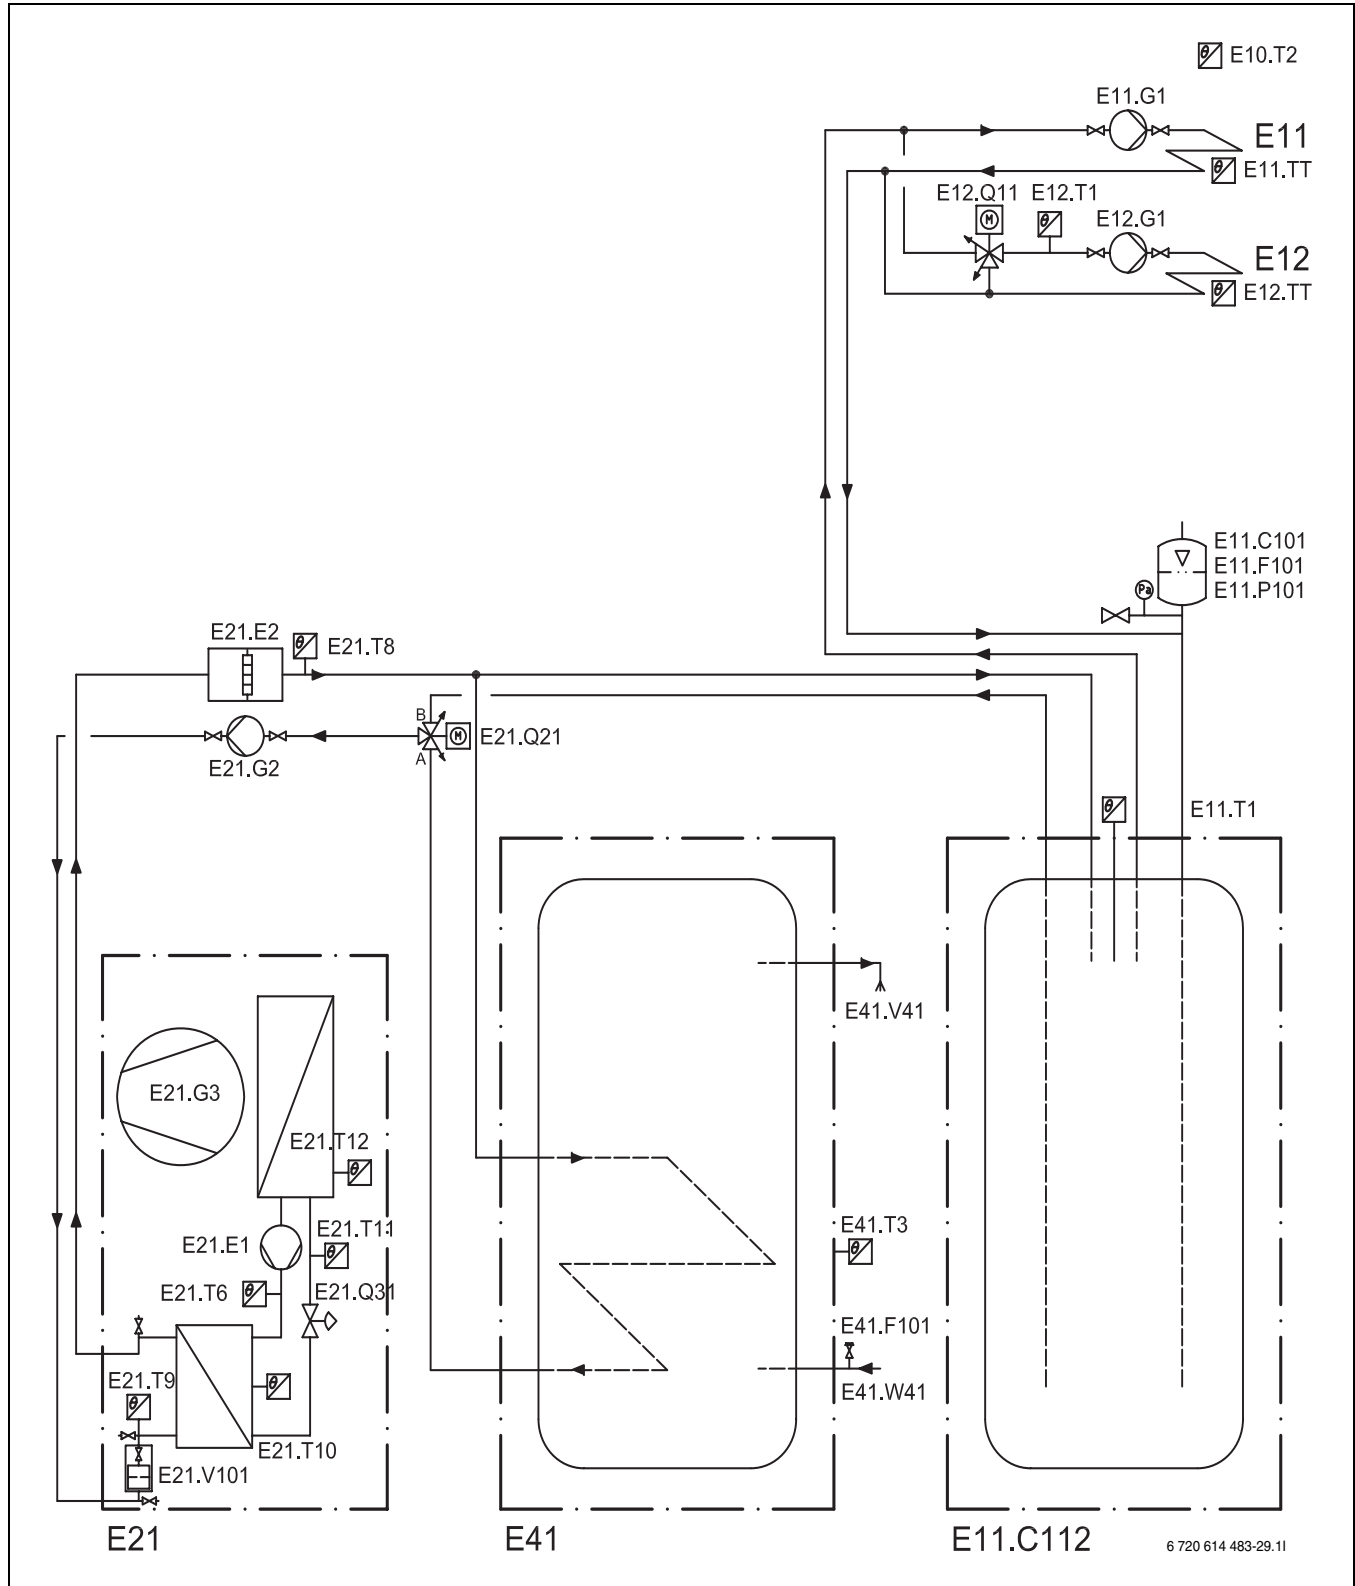 E10.T2
E11.G1
E11
E11.TT
E12.Q11
E12.T1
E12.G1
M
E12
E12.TT
E11.C101
E11.F101
E11.P101
Pa
E21.E2
E21.T8
B
M
E21.Q21
A
E21.G2
E11.T1
E41.V41
E21.G3
E21.T12
E21.T11
E21.E1
E41.T3
E21.T6
E21.Q31
E41.F101
E21.T9
E41.W41
E21.T10
E21.V101
E21
E41
E11.C112
6 720 614 483-29.1I
θ
θ
θ
θ
θ
θ
θ
θ
θ
θ
θ
θ